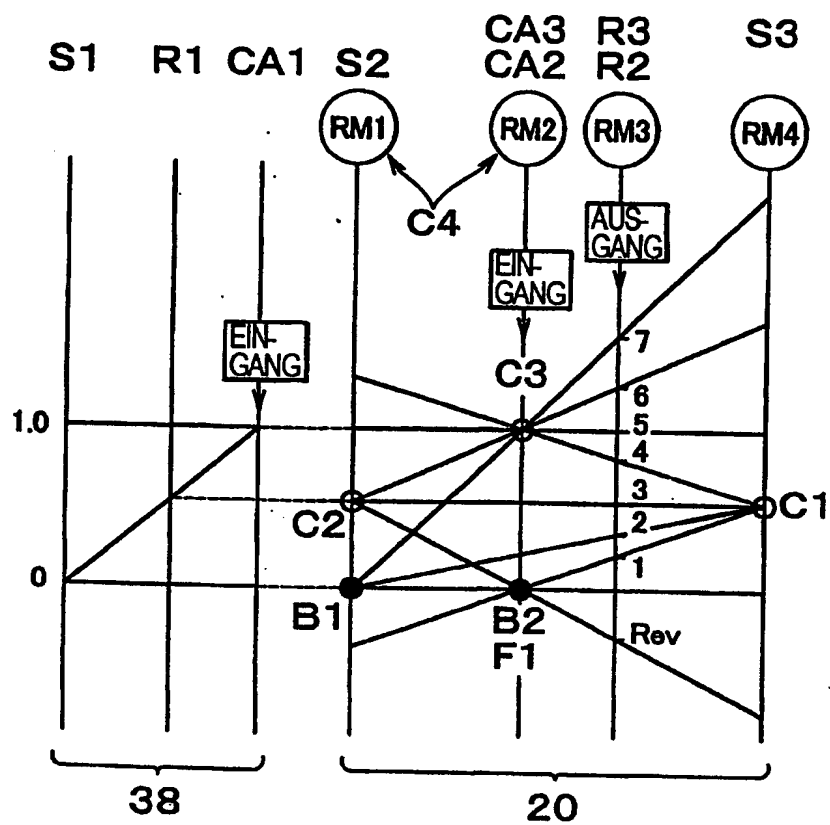 S1
R1
CA1
S2
CA3
CA2
R3
R2
S3
RM1
RM2
RM3
RM4
C4
AUS-
GANG
EIN-
GANG
EIN-
GANG
C3
7
6
5
4
3
2
1
Rev
1.0
0
C2
C1
B1
B2
F1
38
20